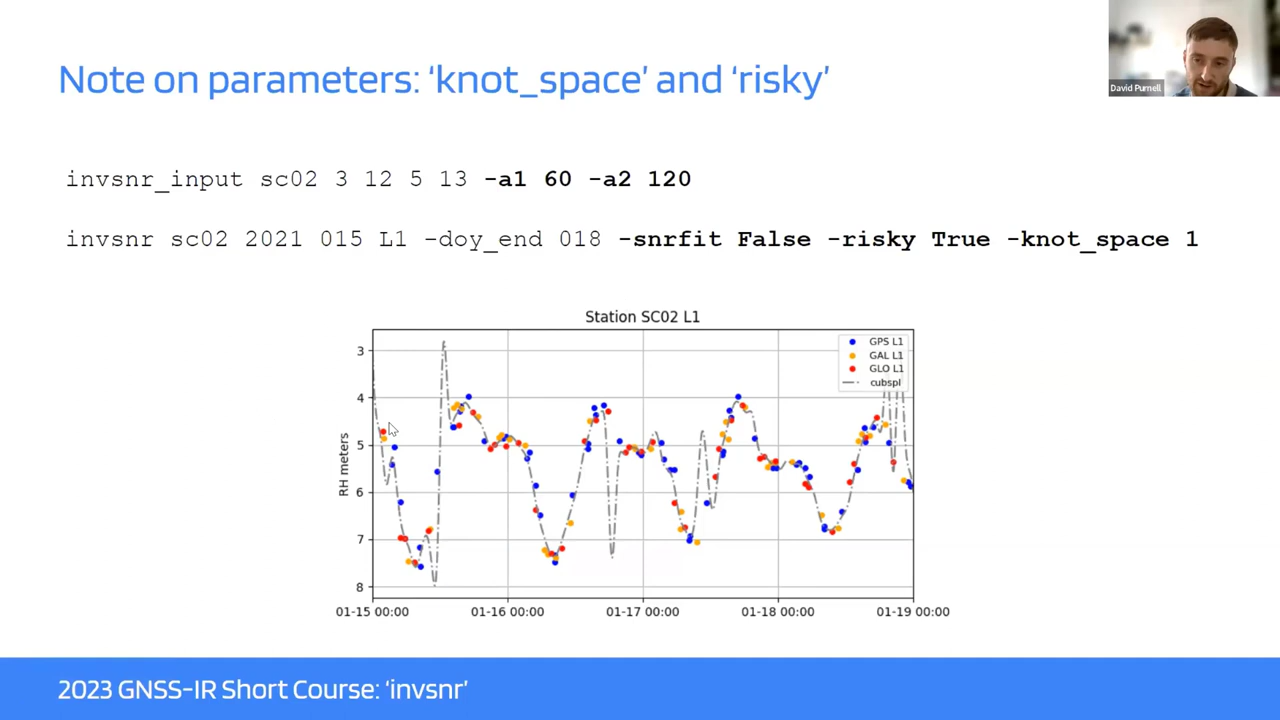 Note on parameters: ‘knot_space’ and ‘risky’
David Purnell
invsnr_input sc02 3 12 5 13 -a1 60 -a2 120
invsnr sc02 2021 015 L1 -doy_end 018 -snrfit False -risky True -knot_space 1
Station SC02 L1
GPS L1
GAL L1
GLO L1
cubspl
RH meters
3
4
5
6
7
8
01-15 00:00
01-16 00:00
01-17 00:00
01-18 00:00
01-19 00:00
2023 GNSS-IR Short Course: ‘invsnr’